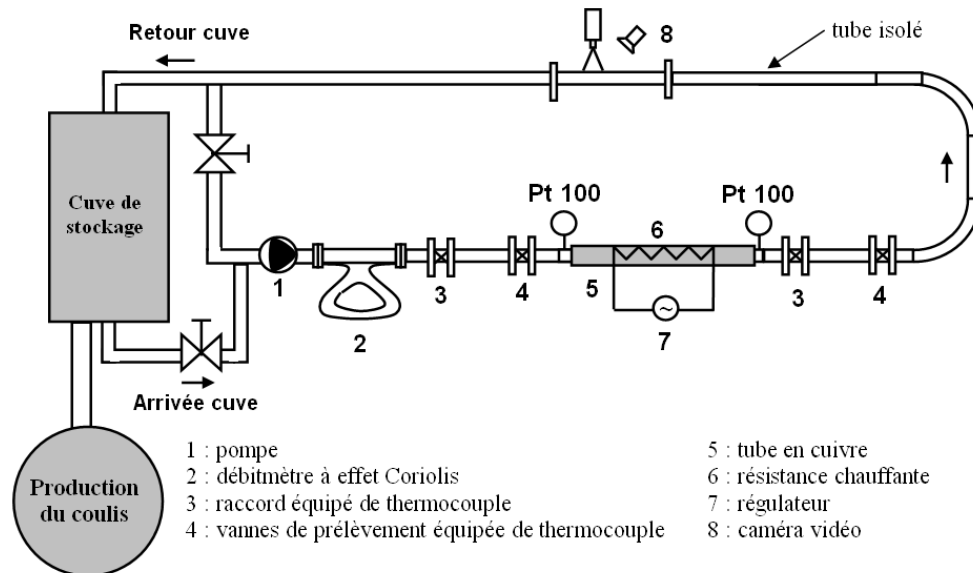 Retour cuve
8
tube isolé
Cuve de
stockage
Pt 100
Pt 100
6
1
2
3
4
5
7
3
4
Arrivée cuve
Production
du coulis
1 : pompe
2 : débitmètre à effet Coriolis
3 : raccord équipé de thermocouple
4 : vannes de prélèvement équipée de thermocouple
5 : tube en cuivre
6 : résistance chauffante
7 : régulateur
8 : caméra vidéo